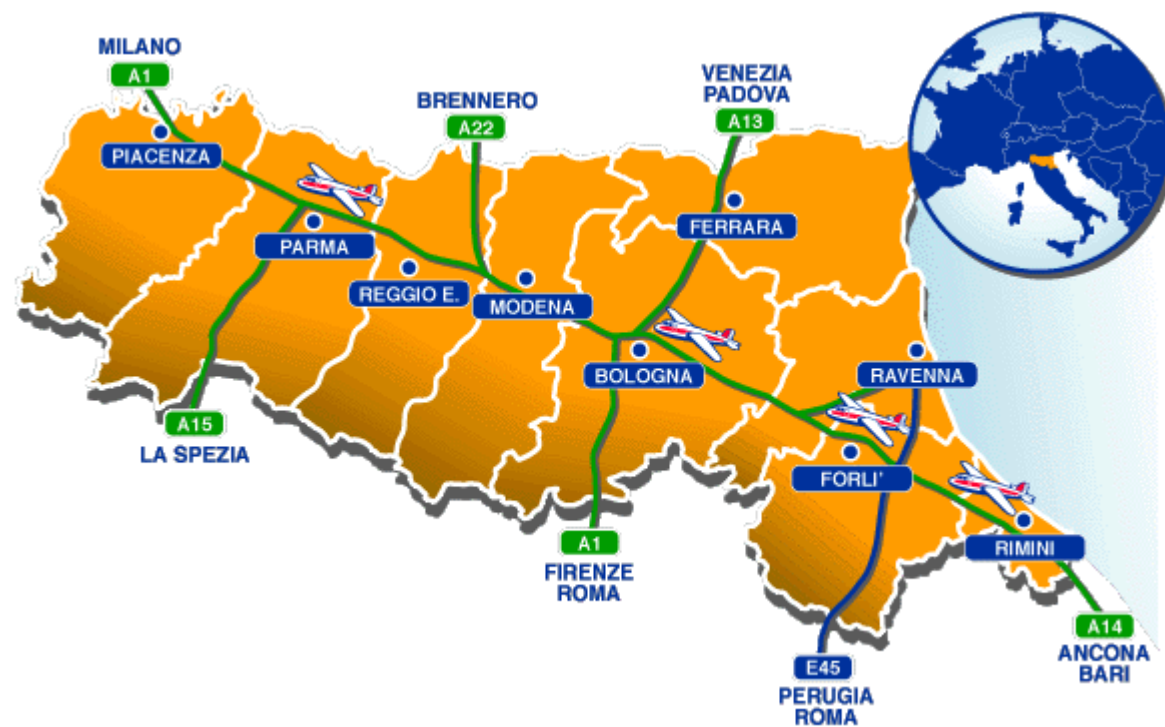 MILANO
A1
BRENNERO
A22
VENEZIA
PADOVA
A13
PIACENZA
PARMA
REGGIO E.
MODENA
FERRARA
BOLOGNA
RAVENNA
FORLI'
RIMINI
A15
LA SPEZIA
A1
FIRENZE
ROMA
E45
PERUGIA
ROMA
A14
ANCONA
BARI